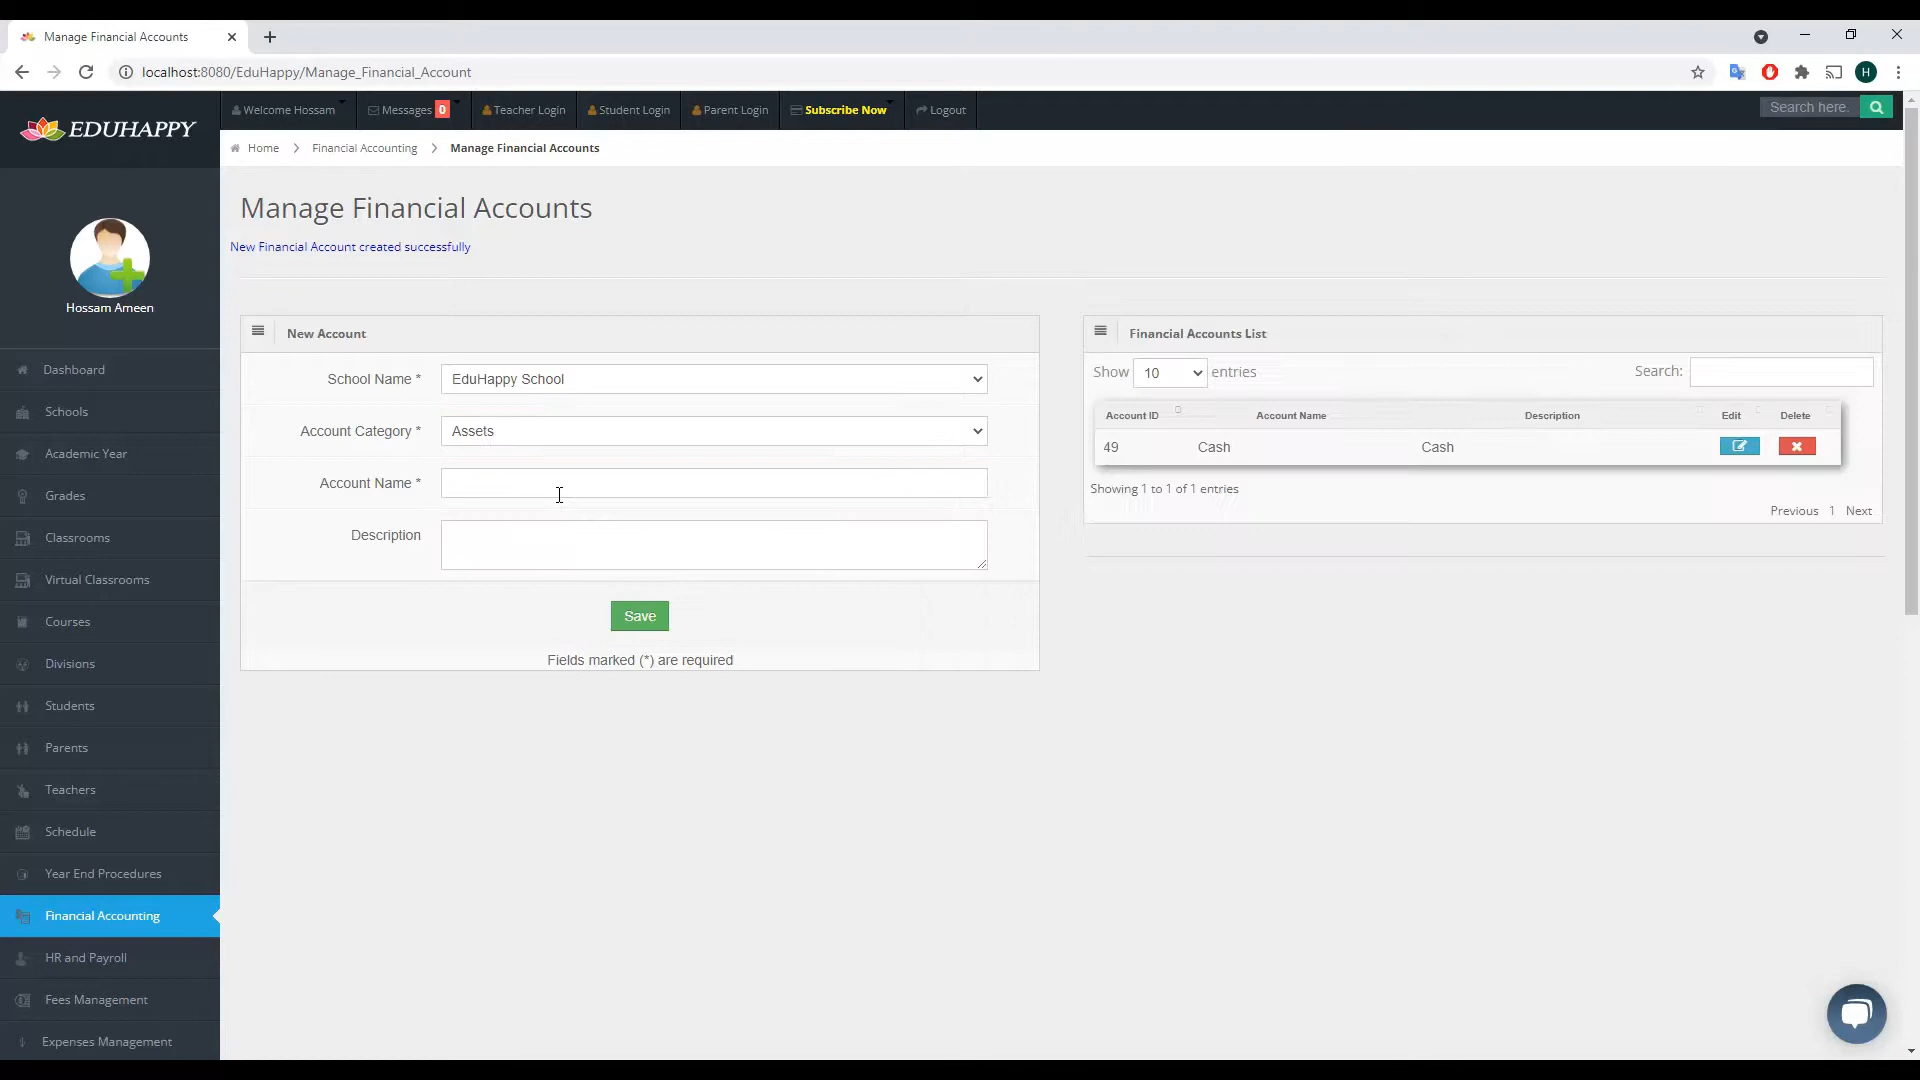 Manage Financial Accounts
localhost:8080/EduHappy/Manage_Financial_Account
H
EDUHAPPY
Welcome Hossam
Messages 0
Teacher Login
Student Login
Parent Login
Subscribe Now
Logout
Search here.
Home > Financial Accounting > Manage Financial Accounts
Hossam Ameen
Dashboard
Schools
Academic Year
Grades
Classrooms
Virtual Classrooms
Courses
Divisions
Students
Parents
Teachers
Schedule
Year End Procedures
Financial Accounting
HR and Payroll
Fees Management
Expenses Management
Manage Financial Accounts
New Financial Account created successfully
New Account
School Name * EduHappy School
Account Category * Assets
Account Name *
Description
Save
Fields marked (*) are required
Financial Accounts List
Show 10 entries Search:
Account ID Account Name Description Edit Delete
49 Cash Cash
Showing 1 to 1 of 1 entries
Previous 1 Next